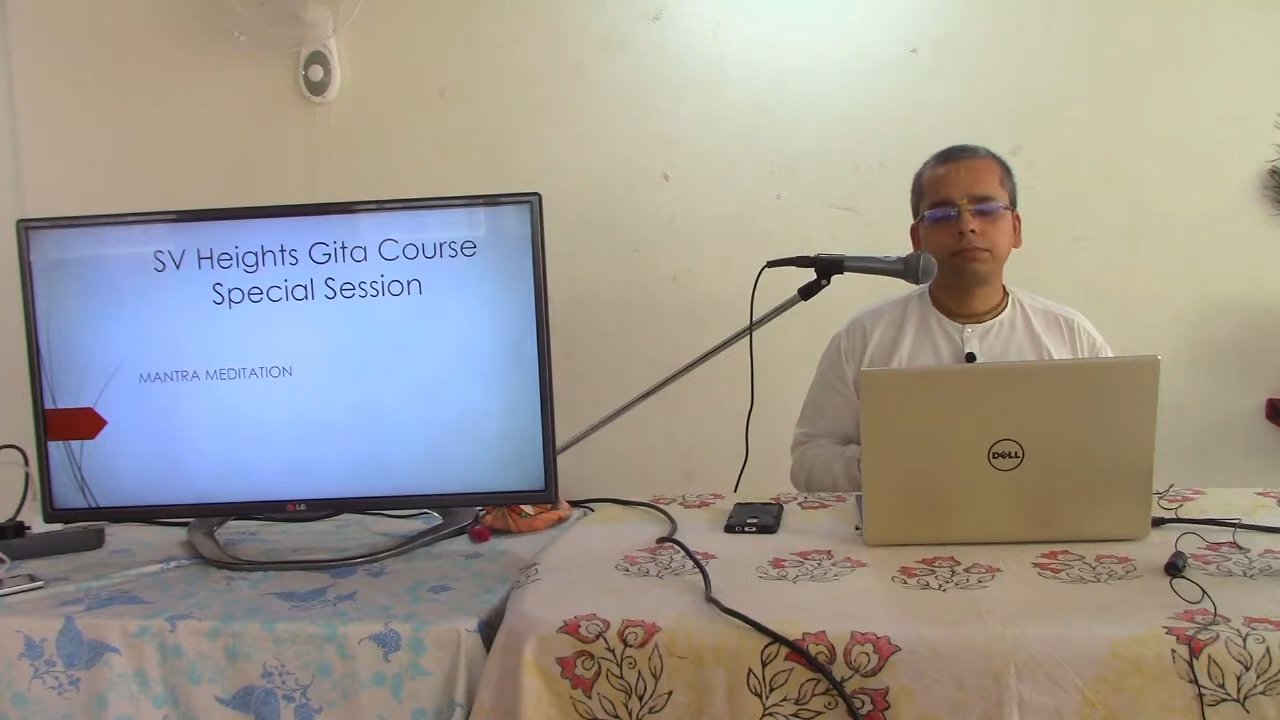 SV Heights Gita Course
Special Session
MANTRA MEDITATION
LG
DELL